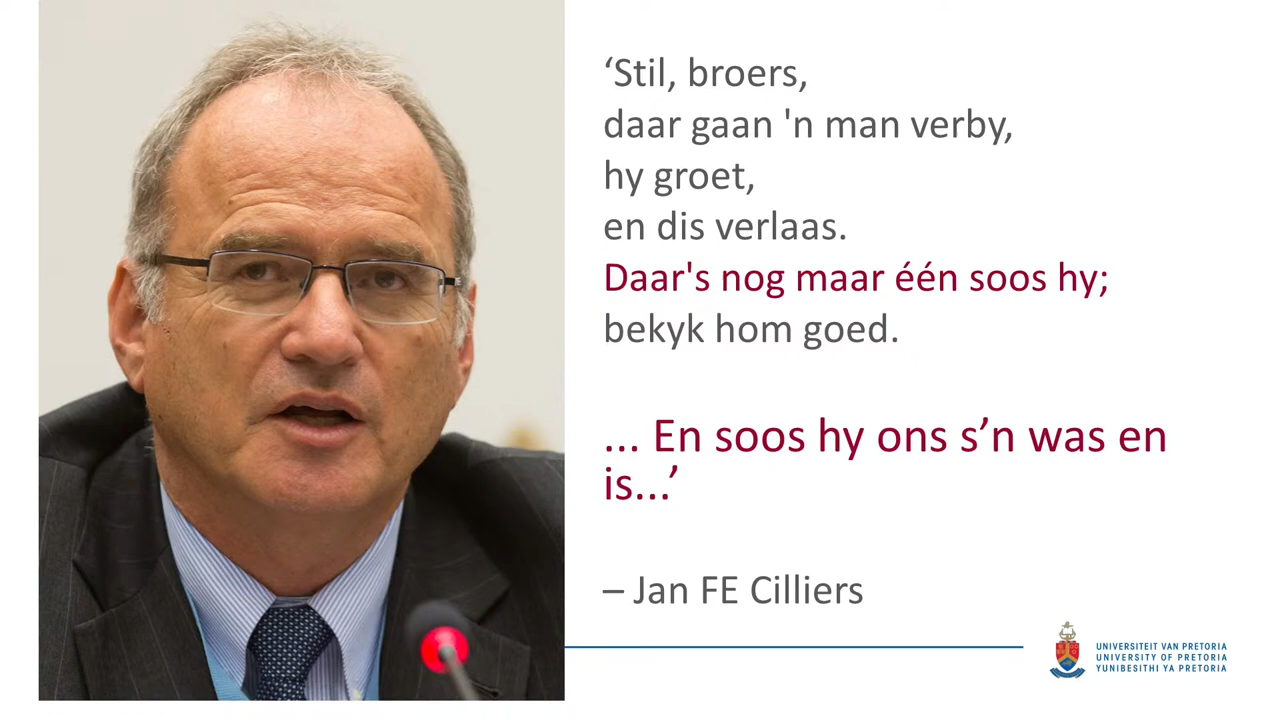 ‘Stil, broers,
daar gaan 'n man verby,
hy groet,
en dis verlaas.
Daar's nog maar één soos hy;
bekyk hom goed.
... En soos hy ons s’n was en
is...’
– Jan FE Cilliers
UNIVERSITEIT VAN PRETORIA
UNIVERSITY OF PRETORIA
YUNIBESITHI YA PRETORIA